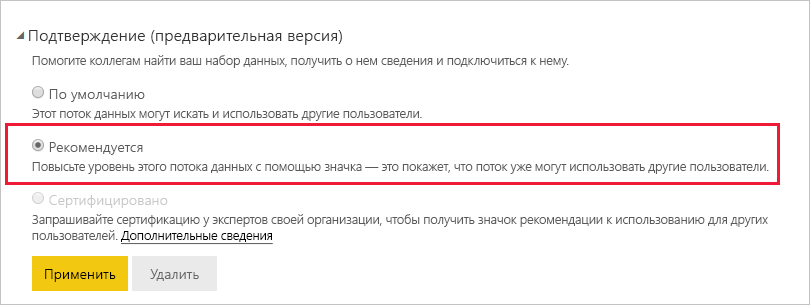 Подтверждение (предварительная версия)
Помогите коллегам найти ваш набор данных, получить о нем сведения и подключиться к нему.
По умолчанию
Этот поток данных могут искать и использовать другие пользователи.
Рекомендуется
Повысьте уровень этого потока данных с помощью значка — это покажет, что поток уже могут использовать другие пользователи.
Сертифицировано
Запрашивайте сертификацию у экспертов своей организации, чтобы получить значок рекомендации к использованию для других
пользователей. Дополнительные сведения
Применить
Удалить